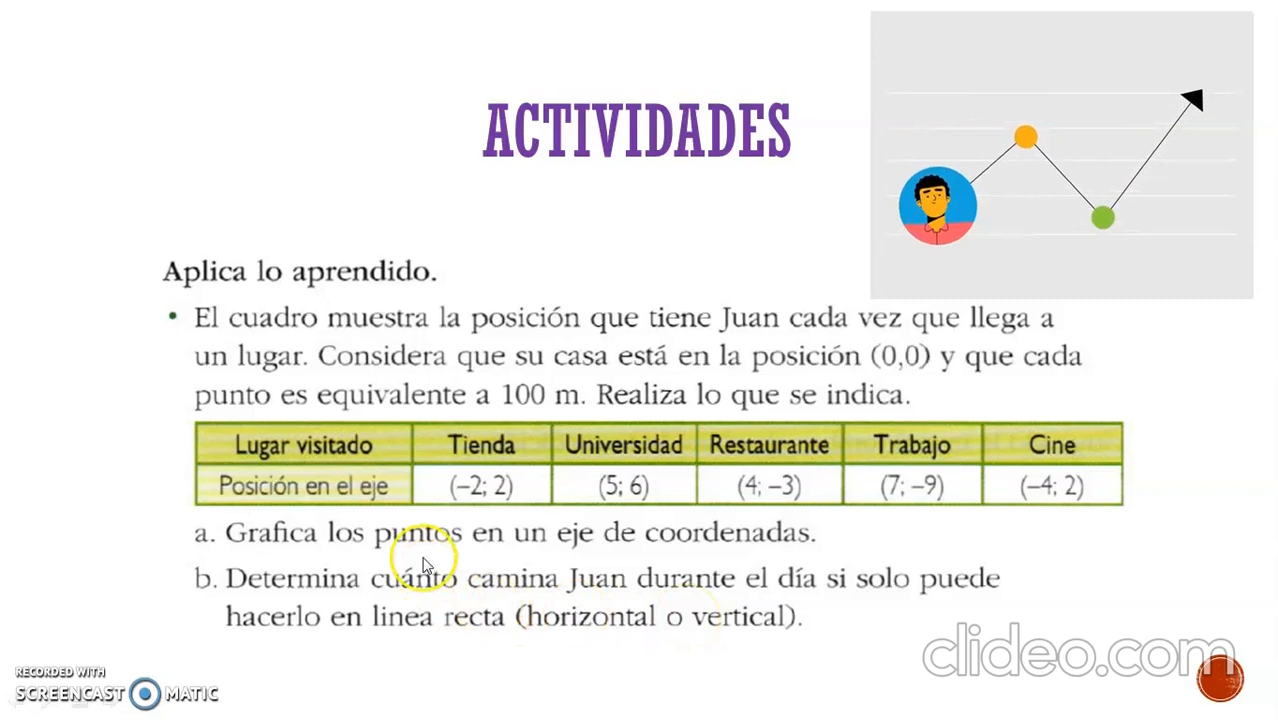 ACTIVIDADES
Aplica lo aprendido.
• El cuadro muestra la posición que tiene Juan cada vez que llega a
un lugar. Considera que su casa está en la posición (0,0) y que cada
punto es equivalente a 100 m. Realiza lo que se indica.
Lugar visitado Tienda Universidad Restaurante Trabajo Cine
Posición en el eje (–2; 2) (5; 6) (4; –3) (7; –9) (–4; 2)
a. Grafica los puntos en un eje de coordenadas.
b. Determina cuánto camina Juan durante el día si solo puede
hacerlo en linea recta (horizontal o vertical).
clideo.com
RECORDED WITH
SCREENCAST MATIC